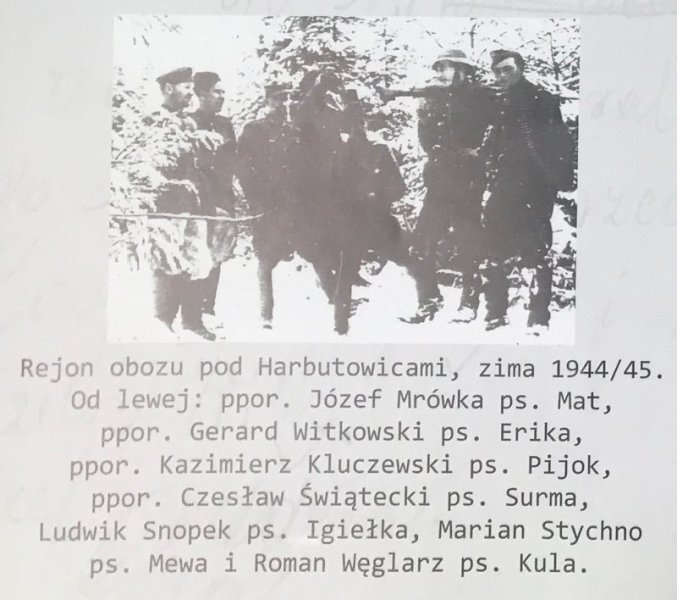 Rejon obozu pod Harbutowicami, zima 1944/45.
Od lewej: ppor. Józef Mrówka ps. Mat,
ppor. Gerard Witkowski ps. Erika,
ppor. Kazimierz Kluczewski ps. Pijok,
ppor. Czesław Świątecki ps. Surma,
Ludwik Snopek ps. Igiełka, Marian Stychno
ps. Mewa i Roman Węglarz ps. Kula.